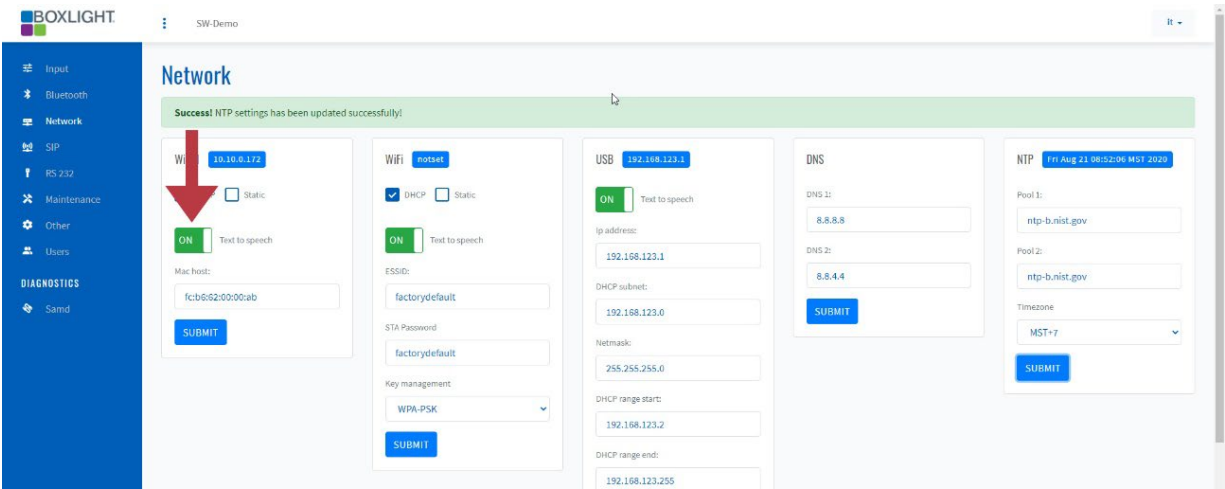 BOXLIGHT
SW-Demo
it
Input
Bluetooth
Network
SIP
RS 232
Maintenance
Other
Users
DIAGNOSTICS
Samd
Network
Success! NTP settings has been updated successfully!
10.10.0.172
Static
ON Text to speech
Mac host:
fc:b6:62:00:00:ab
SUBMIT
WiFi notset
DHCP Static
ON Text to speech
ESSID:
factorydefault
STA Password
factorydefault
Key management
WPA-PSK
SUBMIT
USB 192.168.123.1
ON Text to speech
Ip address:
192.168.123.1
DHCP subnet:
192.168.123.0
Netmask:
255.255.255.0
DHCP range start:
192.168.123.2
DHCP range end:
192.168.123.255
DNS
DNS 1:
8.8.8.8
DNS 2:
8.8.4.4
SUBMIT
NTP Fri Aug 21 08:52:06 MST 2020
Pool 1:
ntp-b.nist.gov
Pool 2:
ntp-b.nist.gov
Timezone
MST+7
SUBMIT